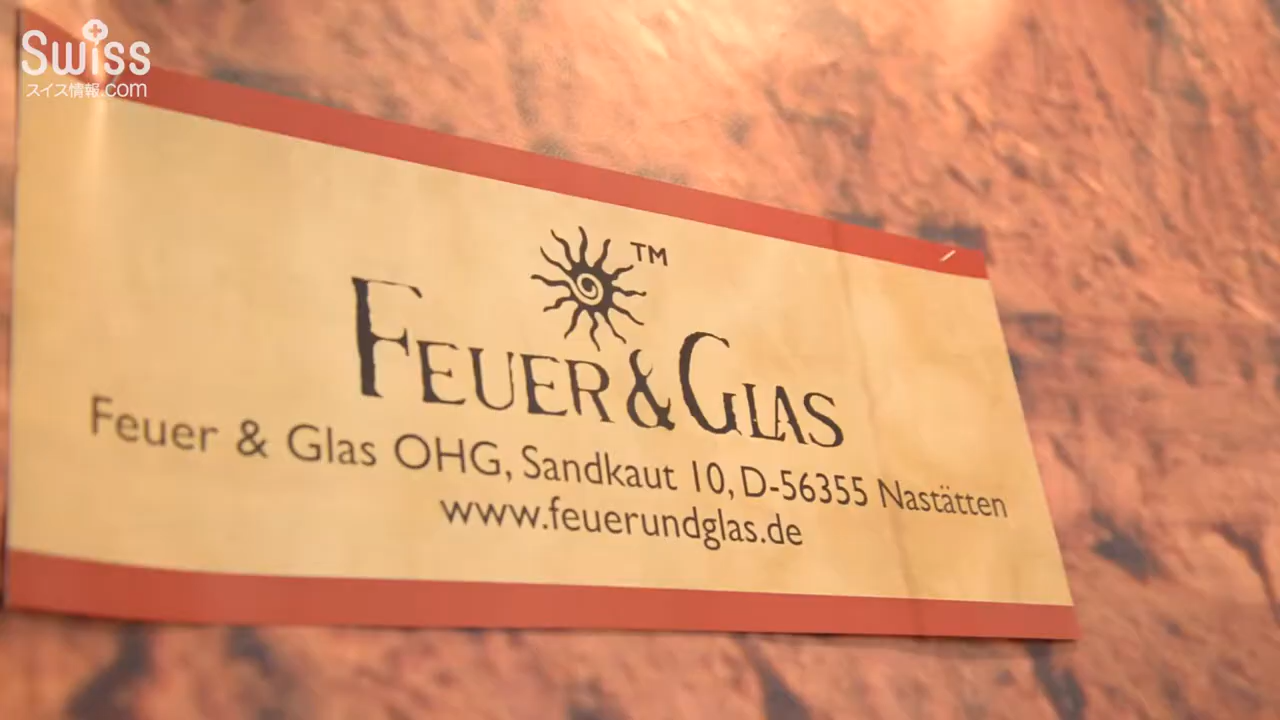 Swiss
スイス情報.com
TM
FEUER & GLAS
Feuer & Glas OHG, Sandkaut 10, D-56355 Nastätten
www.feuerundglas.de